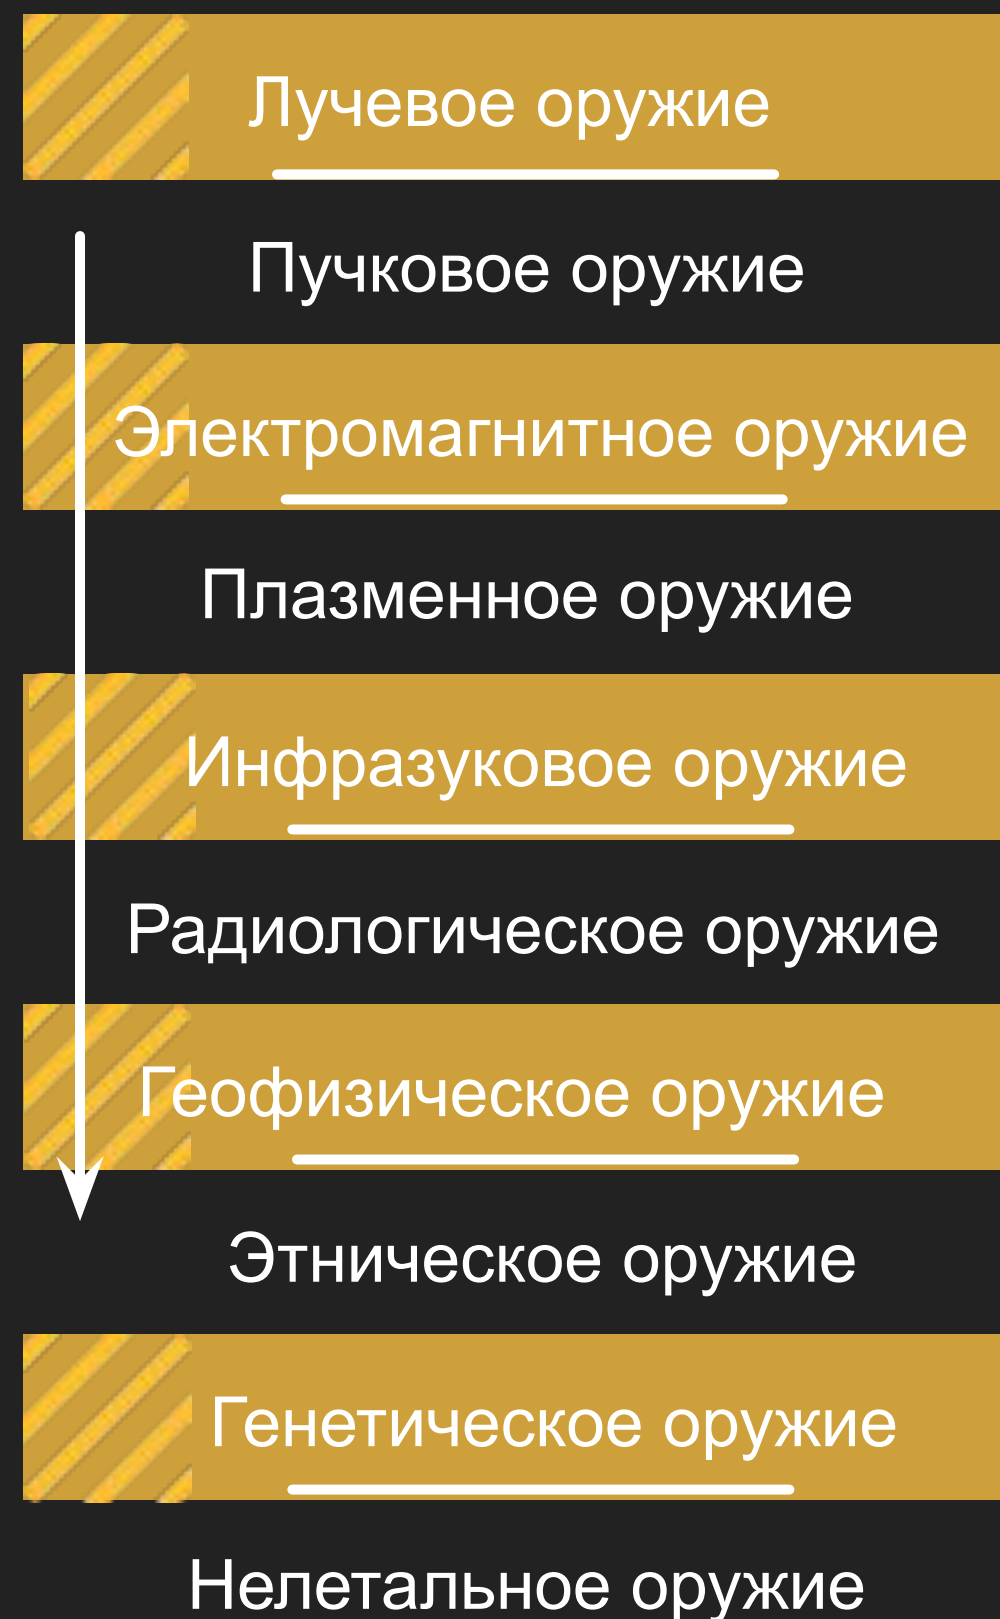 Лучевое оружие
Пучковое оружие
Электромагнитное оружие
Плазменное оружие
Инфразуковое оружие
Радиологическое оружие
Геофизическое оружие
Этническое оружие
Генетическое оружие
Нелетальное оружие